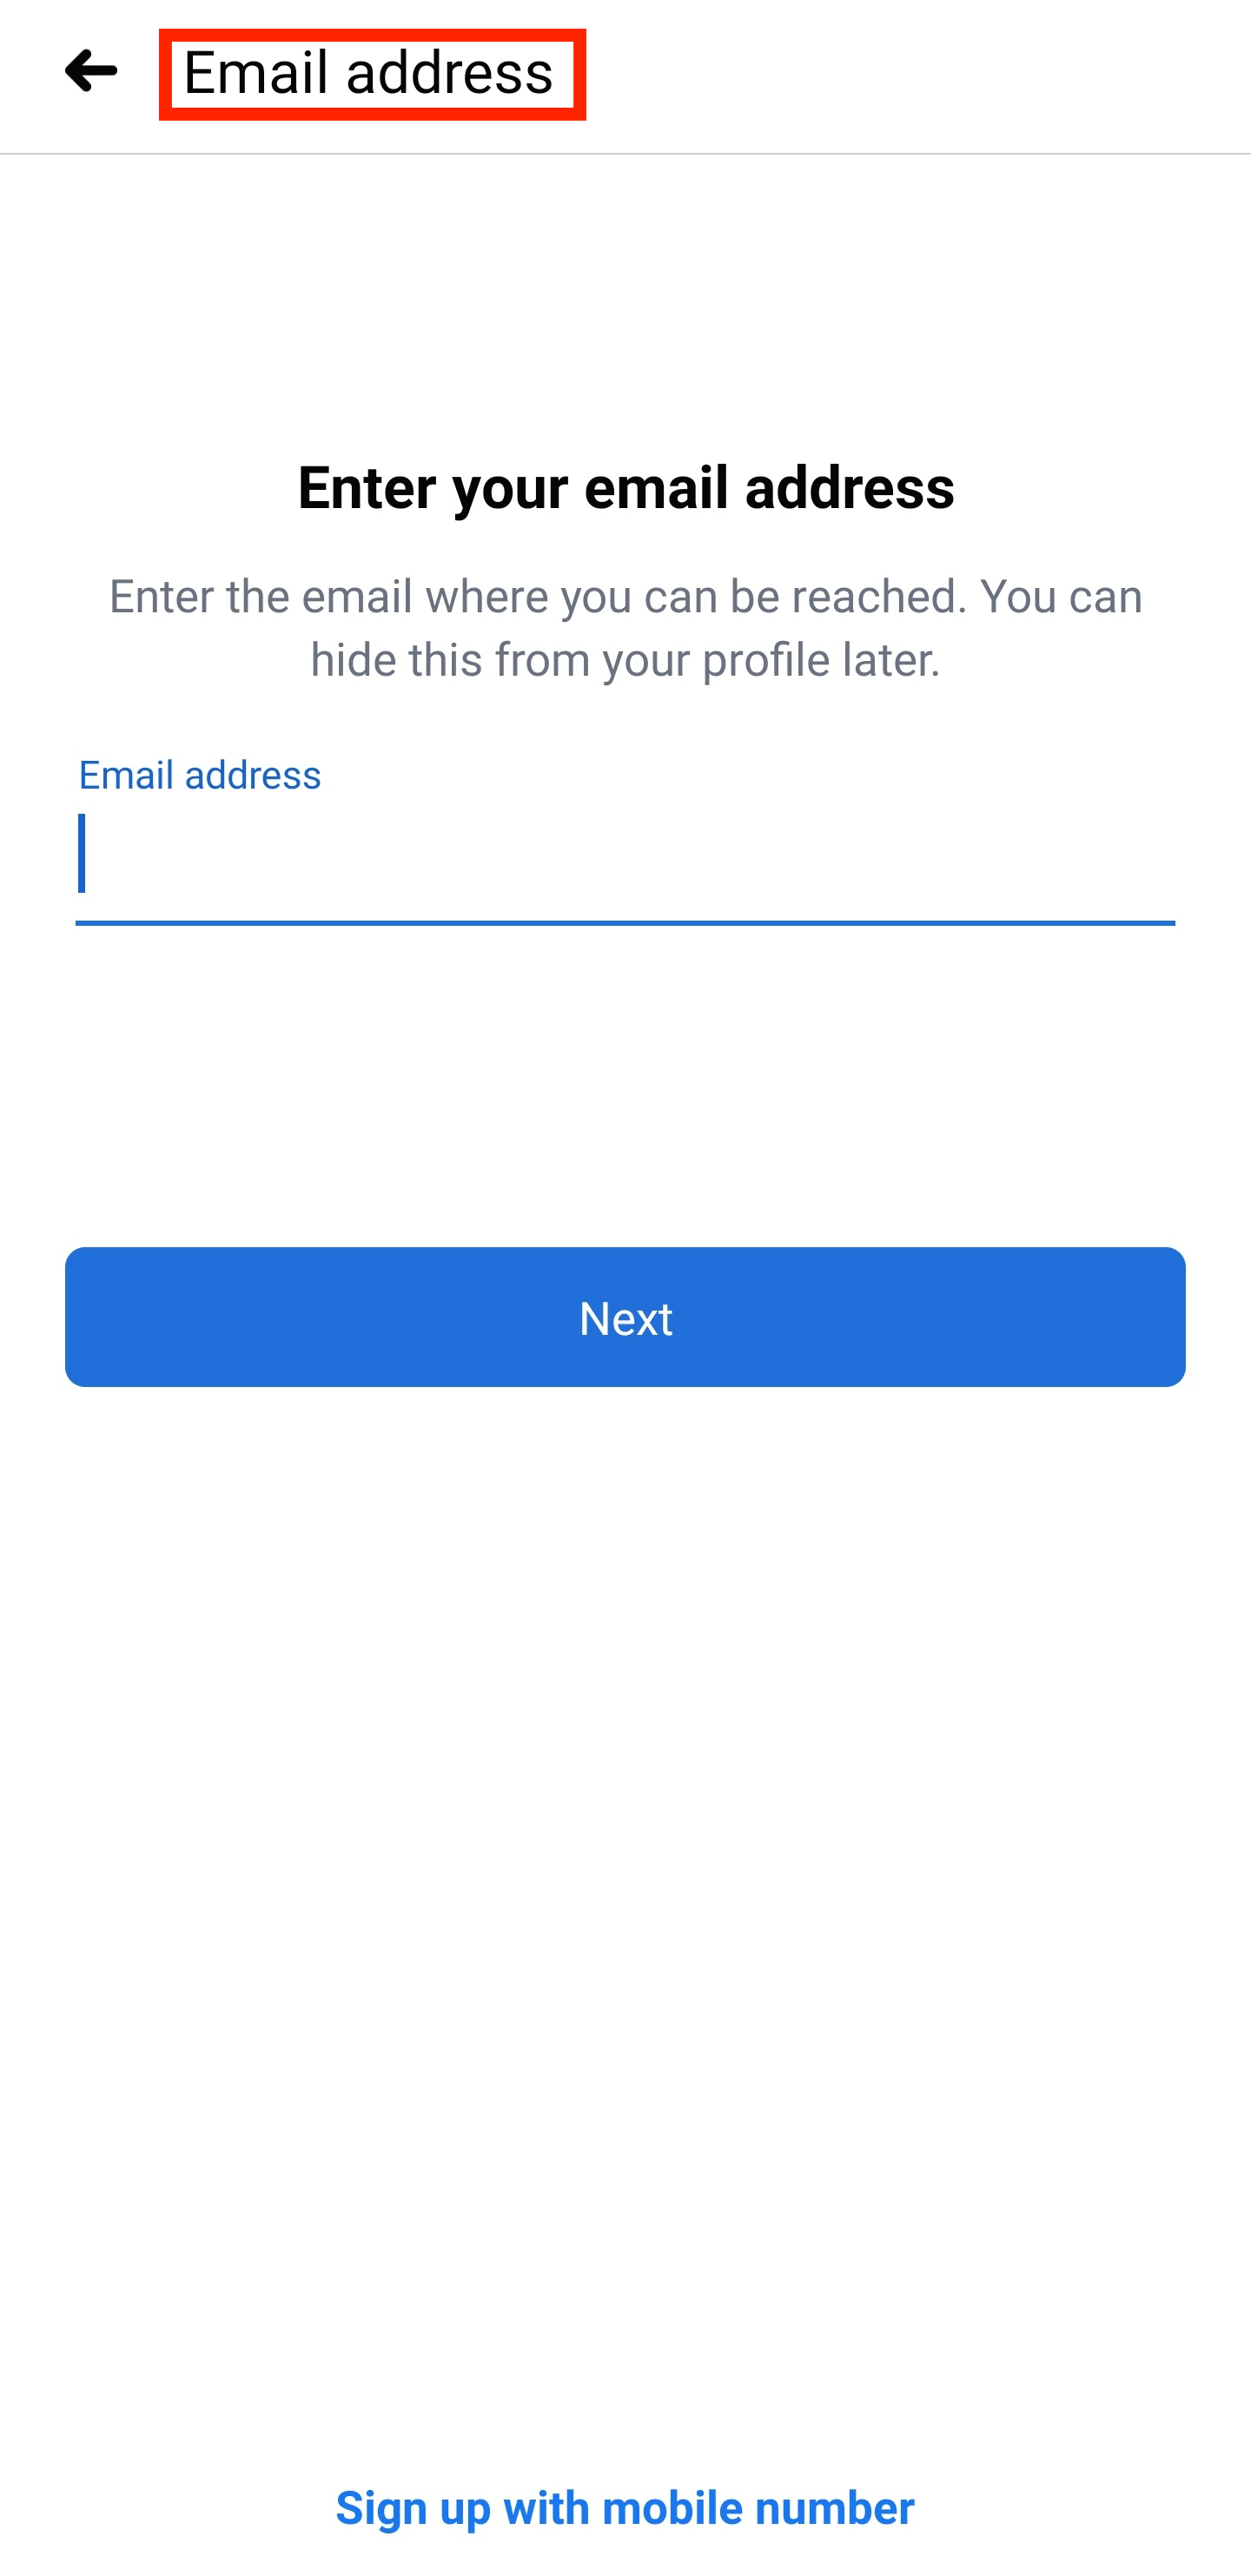 Email address
Enter your email address
Enter the email where you can be reached. You can
hide this from your profile later.
Email address
Next
Sign up with mobile number